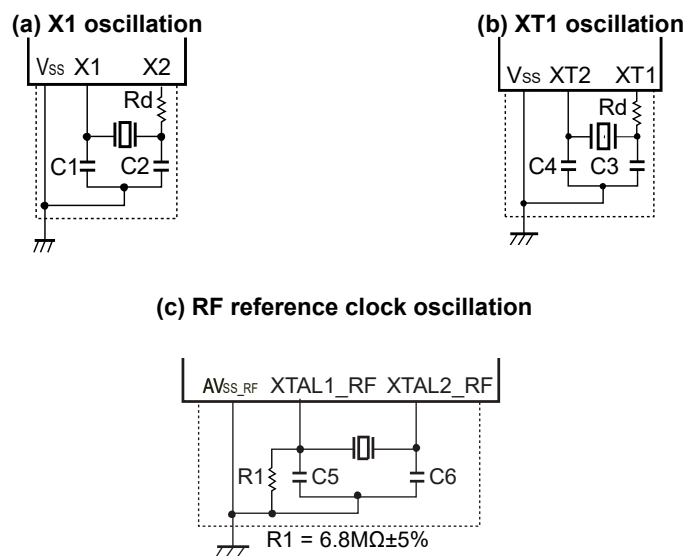 (a) X1 oscillation
Vss X1 X2
Rd
C1 C2
(b) XT1 oscillation
Vss XT2 XT1
Rd
C4 C3
(c) RF reference clock oscillation
AVSS_RF XTAL1_RF XTAL2_RF
R1 C5 C6
R1 = 6.8MΩ±5%